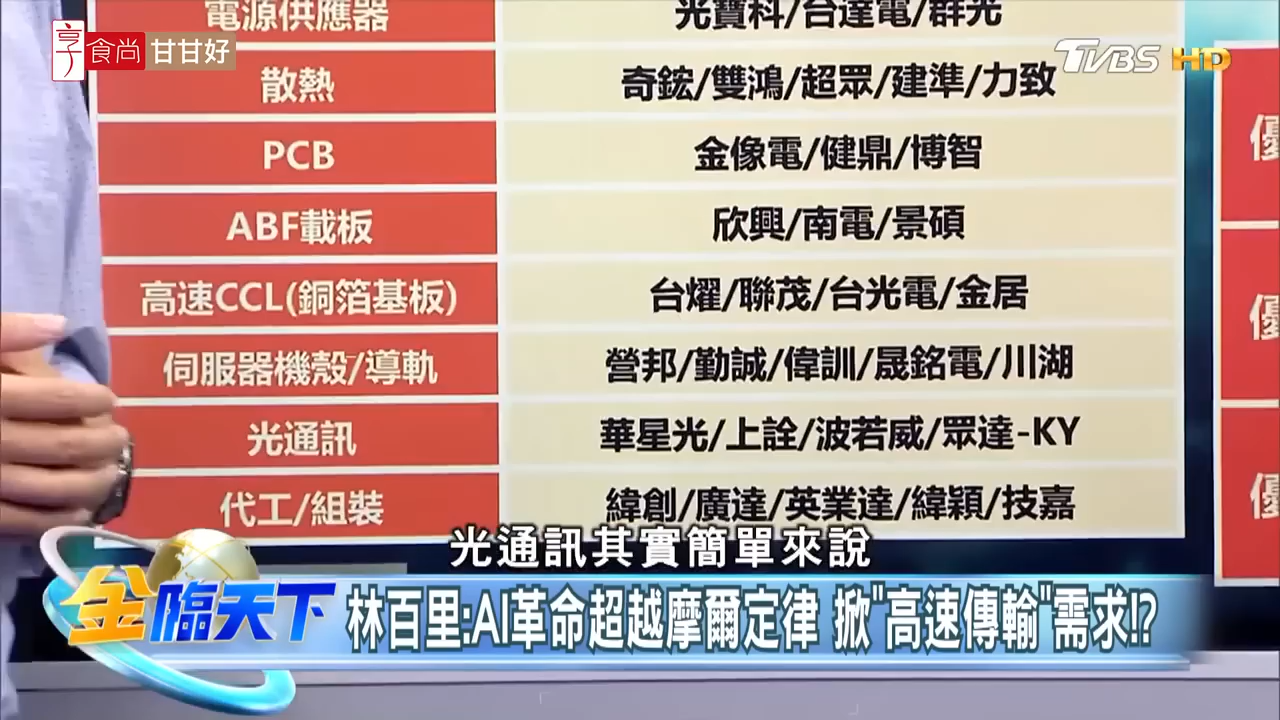 電源供應器 光寶科/台達電/群光
享食尚 甘甘好
TVBS HD
散熱 奇鋐/雙鴻/超眾/建準/力致
PCB 金像電/健鼎/博智
ABF載板 欣興/南電/景碩
高速CCL(銅箔基板) 台燿/聯茂/台光電/金居
伺服器機殼/導軌 營邦/勤誠/偉訓/晟銘電/川湖
光通訊 華星光/上詮/波若威/眾達-KY
代工/組裝 緯創/廣達/英業達/緯穎/技嘉
優
優
優
光通訊其實簡單來說
金臨天下
林百里:AI革命超越摩爾定律 掀"高速傳輸"需求!?